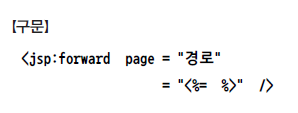 [구문]
<jsp:forward page = "경로"
= "<%= %>" />